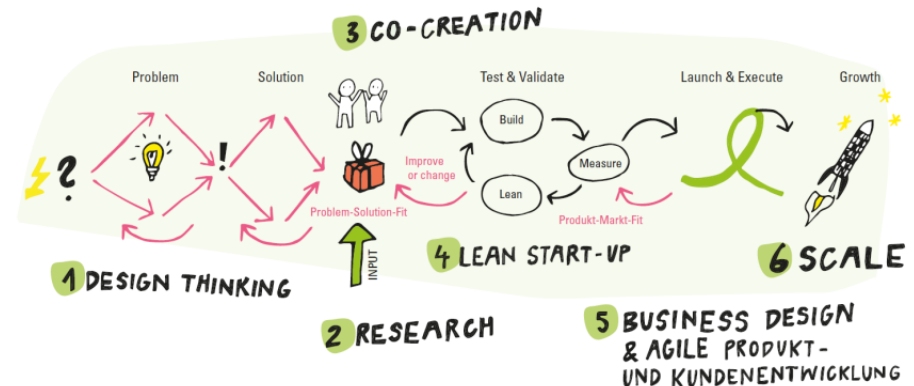 3 CO-CREATION
Problem
Solution
Test & Validate
Launch & Execute
Growth
?
!
Build
Measure
Lean
Improve
or change
Problem-Solution-Fit
Produkt-Markt-Fit
INPUT
1 DESIGN THINKING
2 RESEARCH
4 LEAN START-UP
5 BUSINESS DESIGN
& AGILE PRODUKT-
UND KUNDENENTWICKLUNG
6 SCALE